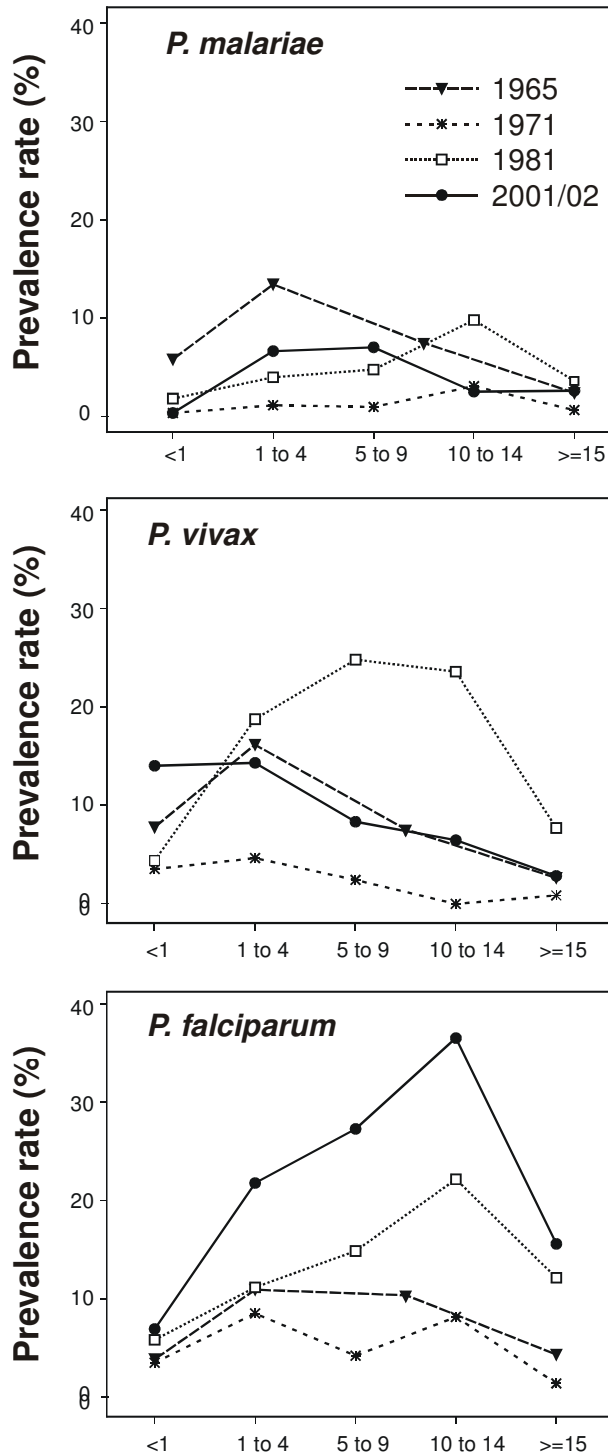 P. malariae
Prevalence rate (%)
40
30
20
10
0
1965
1971
1981
2001/02
<1 1 to 4 5 to 9 10 to 14 >=15
P. vivax
Prevalence rate (%)
40
30
20
10
0
<1 1 to 4 5 to 9 10 to 14 >=15
P. falciparum
Prevalence rate (%)
40
30
20
10
0
<1 1 to 4 5 to 9 10 to 14 >=15